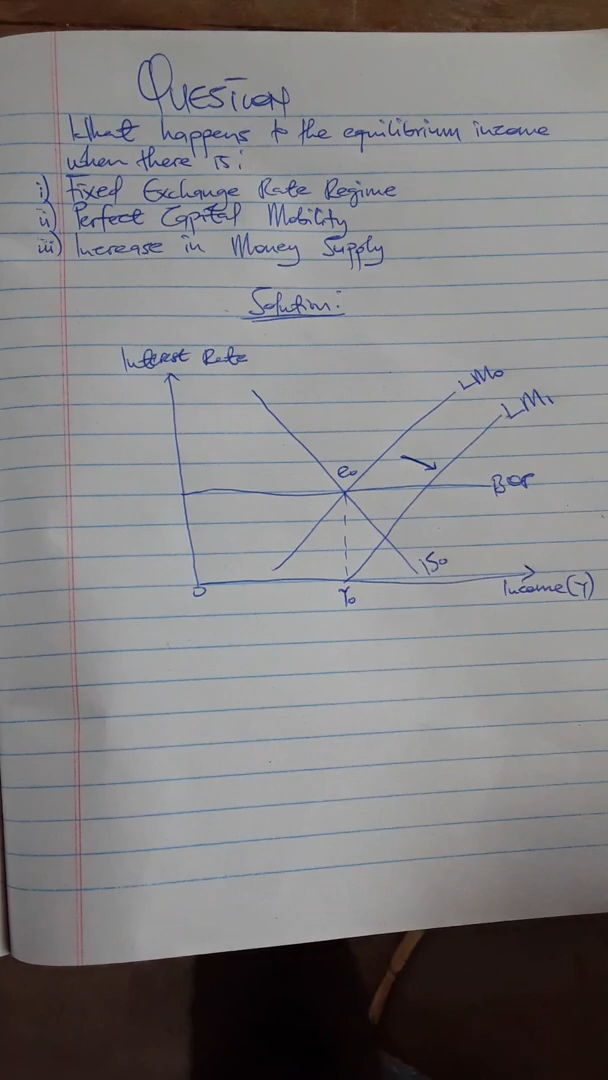 QUESTION
What happens to the equilibrium income
when there is:
i) Fixed Exchange Rate Regime
ii) Perfect Capital Mobility
iii) Increase in Money Supply
Solution:
Interest Rate
LM₀
LM₁
e₀
BOP
IS₀
0
Y₀
Income(Y)